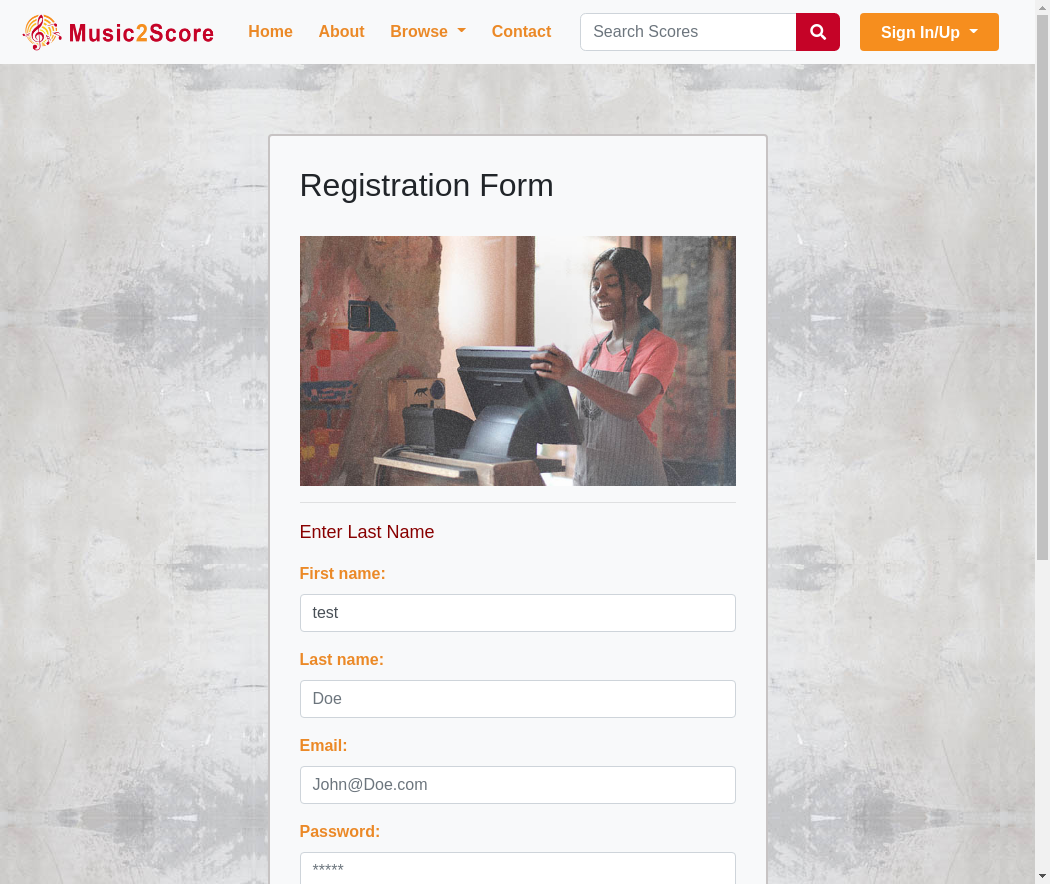 Music2Score
Home About Browse Contact Search Scores Sign In/Up
Registration Form
Enter Last Name
First name:
test
Last name:
Doe
Email:
John@Doe.com
Password:
*****